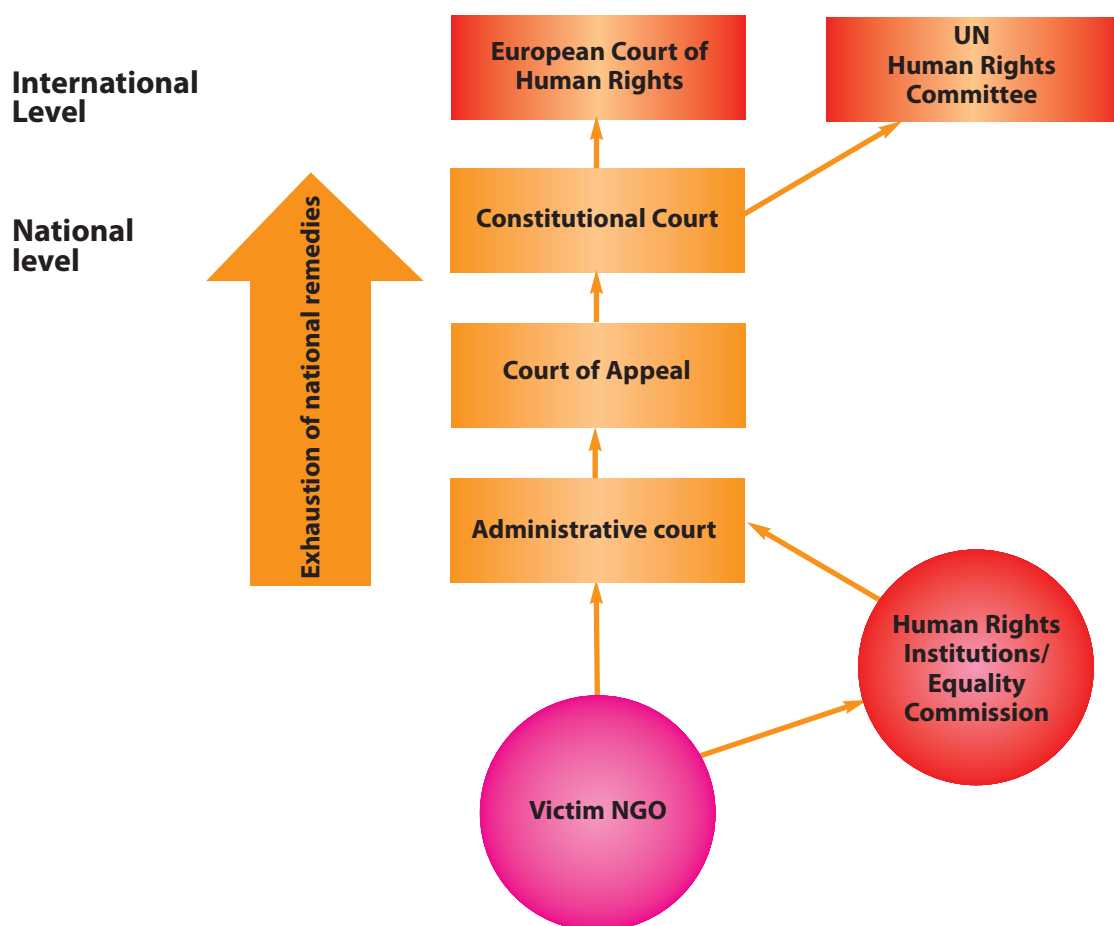 International
Level
European Court of
Human Rights
UN
Human Rights
Committee
National
level
Exhaustion of national remedies
Constitutional Court
Court of Appeal
Administrative court
Human Rights
Institutions/
Equality
Commission
Victim NGO